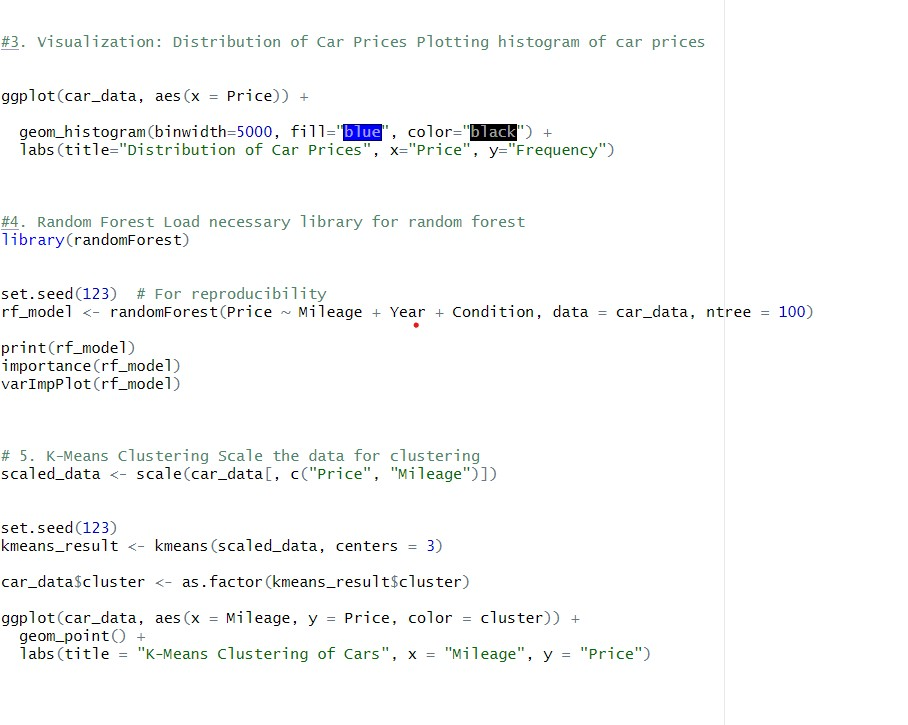 #3. Visualization: Distribution of Car Prices Plotting histogram of car prices
ggplot(car_data, aes(x = Price)) +
geom_histogram(binwidth=5000, fill="blue", color="black") +
labs(title="Distribution of Car Prices", x="Price", y="Frequency")
#4. Random Forest Load necessary library for random forest
library(randomForest)
set.seed(123)  # For reproducibility
rf_model <- randomForest(Price ~ Mileage + Year + Condition, data = car_data, ntree = 100)
print(rf_model)
importance(rf_model)
varImpPlot(rf_model)
# 5. K-Means Clustering Scale the data for clustering
scaled_data <- scale(car_data[, c("Price", "Mileage")])
set.seed(123)
kmeans_result <- kmeans(scaled_data, centers = 3)
car_data$cluster <- as.factor(kmeans_result$cluster)
ggplot(car_data, aes(x = Mileage, y = Price, color = cluster)) +
geom_point() +
labs(title = "K-Means Clustering of Cars", x = "Mileage", y = "Price")